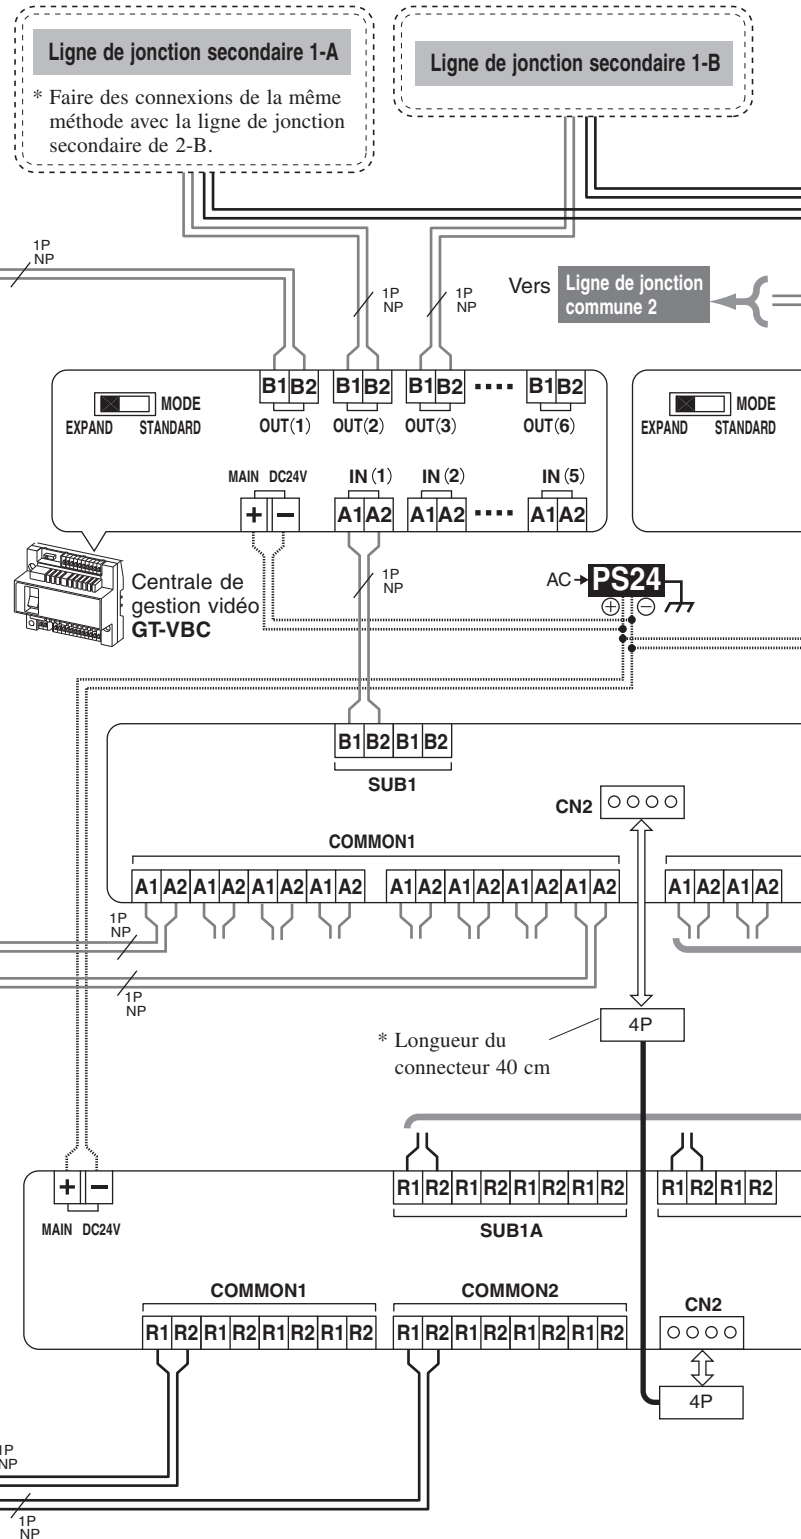 Ligne de jonction secondaire 1-A
* Faire des connexions de la même
méthode avec la ligne de jonction
secondaire de 2-B.
Ligne de jonction secondaire 1-B
1P
NP
1P
NP
1P
NP
Vers
Ligne de jonction
commune 2
B1 B2 B1 B2 B1 B2 B1 B2
OUT(1) OUT(2) OUT(3) OUT(6)
MODE
EXPAND STANDARD
MODE
EXPAND STANDARD
MAIN DC24V IN (1) IN (2) IN (5)
+ − A1 A2 A1 A2 A1 A2
Centrale de
gestion vidéo
GT-VBC
1P
NP
AC PS24
+ −
B1 B2 B1 B2
SUB1
CN2
COMMON1
A1 A2 A1 A2 A1 A2 A1 A2 A1 A2 A1 A2 A1 A2 A1 A2 A1 A2 A1 A2
1P
NP
1P
NP
4P
* Longueur du
connecteur 40 cm
+ −
MAIN DC24V
R1 R2 R1 R2 R1 R2 R1 R2 R1 R2 R1 R2
SUB1A
COMMON1 COMMON2 CN2
R1 R2 R1 R2 R1 R2 R1 R2 R1 R2 R1 R2 R1 R2 R1 R2
4P
1P
NP
1P
NP